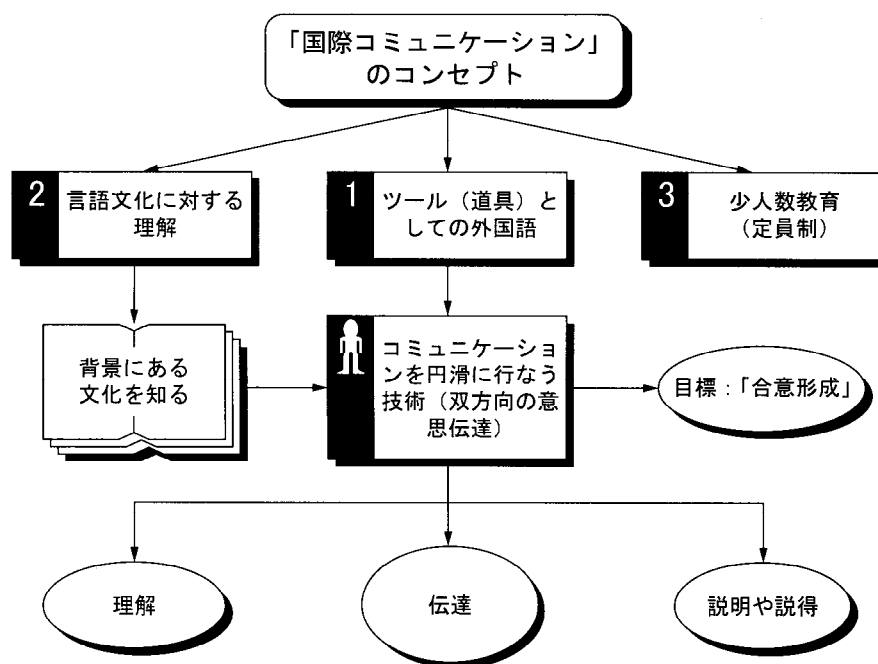 「国際コミュニケーション」
のコンセプト
2
言語文化に対する
理解
1
ツール（道具）と
しての外国語
3
少人数教育
（定員制）
背景にある
文化を知る
コミュニケーショ
ンを円滑に行なう
技術（双方向の意
思伝達）
目標：「合意形成」
理解
伝達
説明や説得